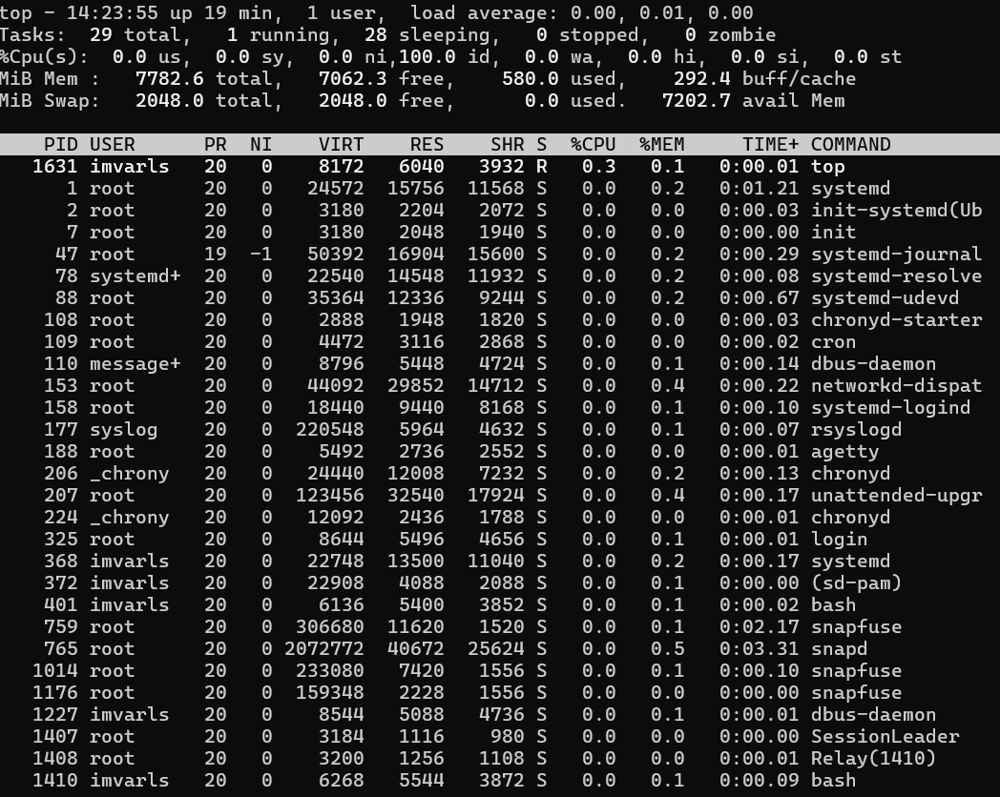 top - 14:23:55 up 19 min,  1 user,  load average: 0.00, 0.01, 0.00
Tasks:  29 total,   1 running,  28 sleeping,   0 stopped,   0 zombie
%Cpu(s):  0.0 us,  0.0 sy,  0.0 ni,100.0 id,  0.0 wa,  0.0 hi,  0.0 si,  0.0 st
MiB Mem :   7782.6 total,   7062.3 free,    580.0 used,    292.4 buff/cache
MiB Swap:   2048.0 total,   2048.0 free,      0.0 used.   7202.7 avail Mem
    PID USER      PR  NI    VIRT    RES    SHR S  %CPU  %MEM     TIME+ COMMAND
   1631 imvarls   20   0    8172   6040   3932 R   0.3   0.1   0:00.01 top
      1 root      20   0   24572  15756  11568 S   0.0   0.2   0:01.21 systemd
      2 root      20   0    3180   2204   2072 S   0.0   0.0   0:00.03 init-systemd(Ub
      7 root      20   0    3180   2048   1940 S   0.0   0.0   0:00.00 init
     47 root      19  -1   50392  16904  15600 S   0.0   0.2   0:00.29 systemd-journal
     78 systemd+  20   0   22540  14548  11932 S   0.0   0.2   0:00.08 systemd-resolve
     88 root      20   0   35364  12336   9244 S   0.0   0.2   0:00.67 systemd-udevd
    108 root      20   0    2888   1948   1820 S   0.0   0.0   0:00.03 chronyd-starter
    109 root      20   0    4472   3116   2868 S   0.0   0.0   0:00.02 cron
    110 message+  20   0    8796   5448   4724 S   0.0   0.1   0:00.14 dbus-daemon
    153 root      20   0   44092  29852  14712 S   0.0   0.4   0:00.22 networkd-dispat
    158 root      20   0   18440   9440   8168 S   0.0   0.1   0:00.10 systemd-logind
    177 syslog    20   0  220548   5964   4632 S   0.0   0.1   0:00.07 rsyslogd
    188 root      20   0    5492   2736   2552 S   0.0   0.0   0:00.01 agetty
    206 _chrony   20   0   24440  12008   7232 S   0.0   0.2   0:00.13 chronyd
    207 root      20   0  123456  32540  17924 S   0.0   0.4   0:00.17 unattended-upgr
    224 _chrony   20   0   12092   2436   1788 S   0.0   0.0   0:00.01 chronyd
    325 root      20   0    8644   5496   4656 S   0.0   0.1   0:00.01 login
    368 imvarls   20   0   22748  13500  11040 S   0.0   0.2   0:00.17 systemd
    372 imvarls   20   0   22908   4088   2088 S   0.0   0.1   0:00.00 (sd-pam)
    401 imvarls   20   0    6136   5400   3852 S   0.0   0.1   0:00.02 bash
    759 root      20   0  306680  11620   1520 S   0.0   0.1   0:02.17 snapfuse
    765 root      20   0 2072772  40672  25624 S   0.0   0.5   0:03.31 snapd
   1014 root      20   0  233080   7420   1556 S   0.0   0.1   0:00.10 snapfuse
   1176 root      20   0  159348   2228   1556 S   0.0   0.0   0:00.00 snapfuse
   1227 imvarls   20   0    8544   5088   4736 S   0.0   0.1   0:00.01 dbus-daemon
   1407 root      20   0    3184   1116    980 S   0.0   0.0   0:00.00 SessionLeader
   1408 root      20   0    3200   1256   1108 S   0.0   0.0   0:00.01 Relay(1410)
   1410 imvarls   20   0    6268   5544   3872 S   0.0   0.1   0:00.09 bash